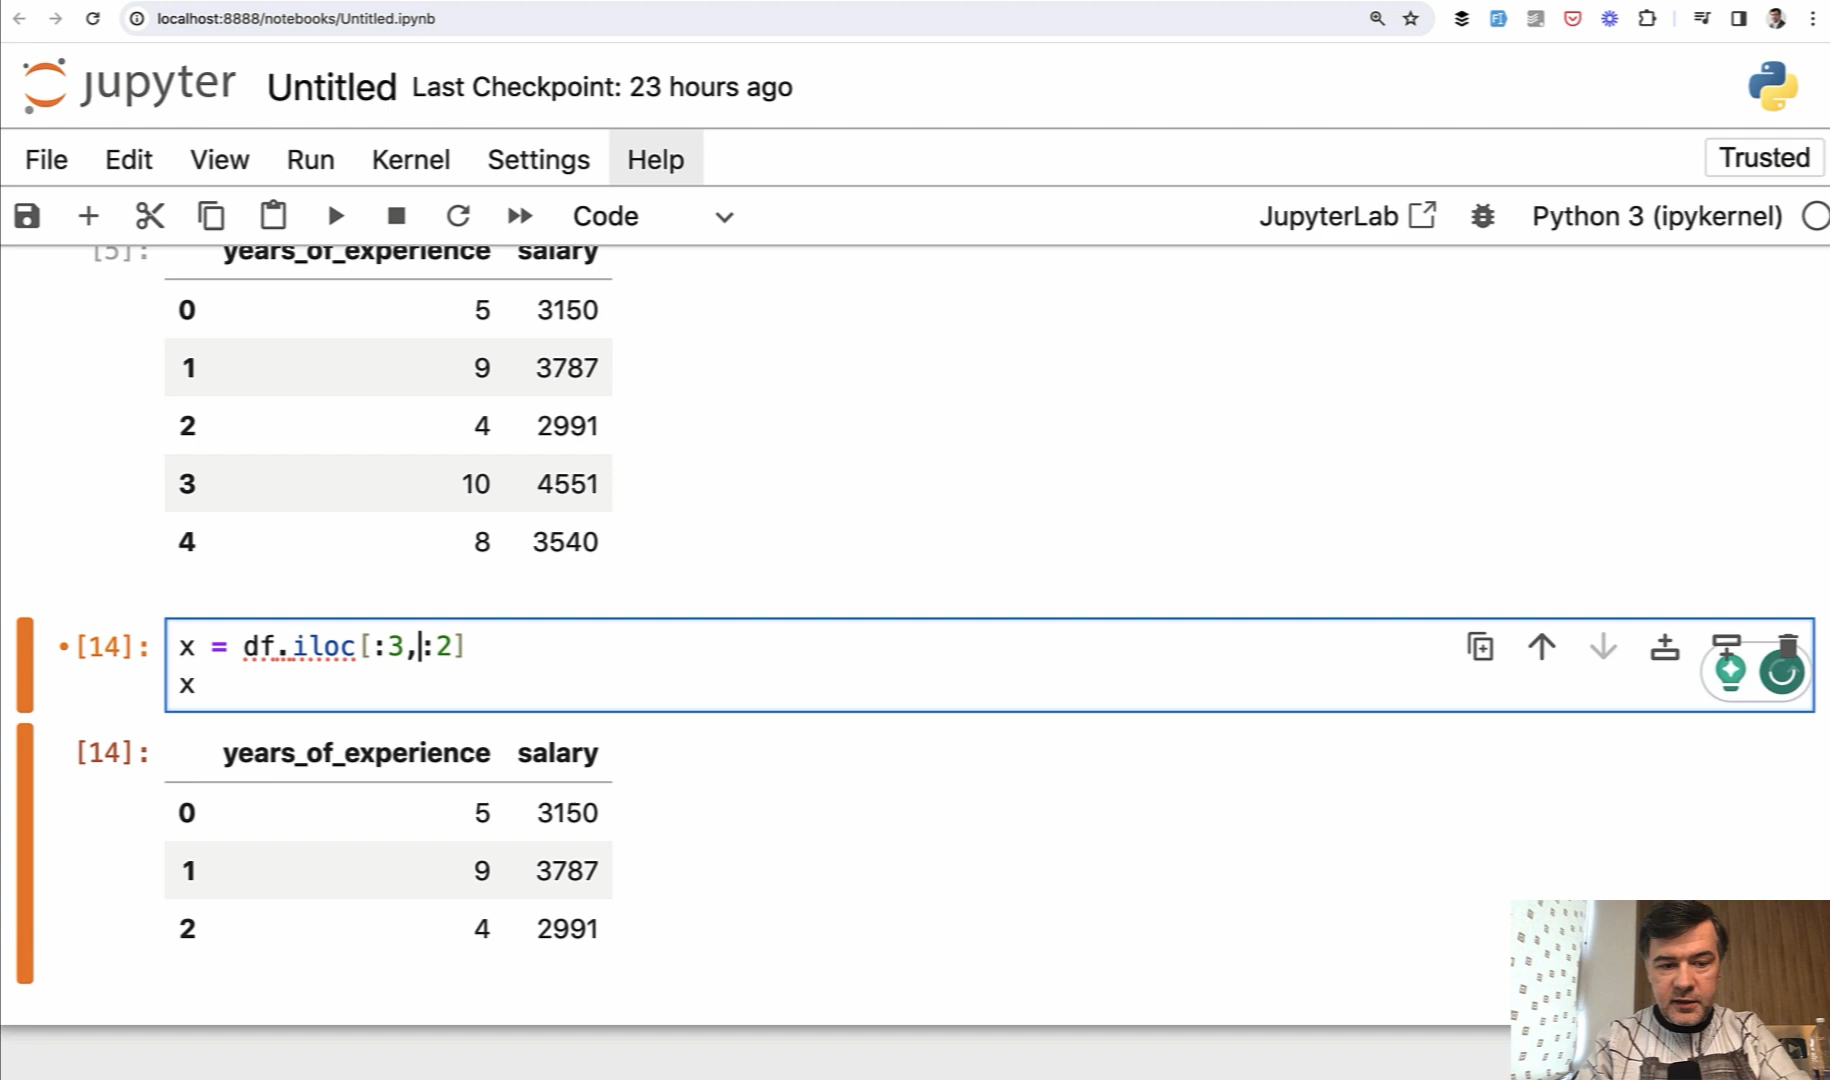 localhost:8888/notebooks/Untitled.ipynb
jupyter Untitled Last Checkpoint: 23 hours ago
File Edit View Run Kernel Settings Help Trusted
Code JupyterLab Python 3 (ipykernel)
[5]: years_of_experience salary
0 5 3150
1 9 3787
2 4 2991
3 10 4551
4 8 3540
[14]: x = df.iloc[:3,:2]
x
[14]: years_of_experience salary
0 5 3150
1 9 3787
2 4 2991